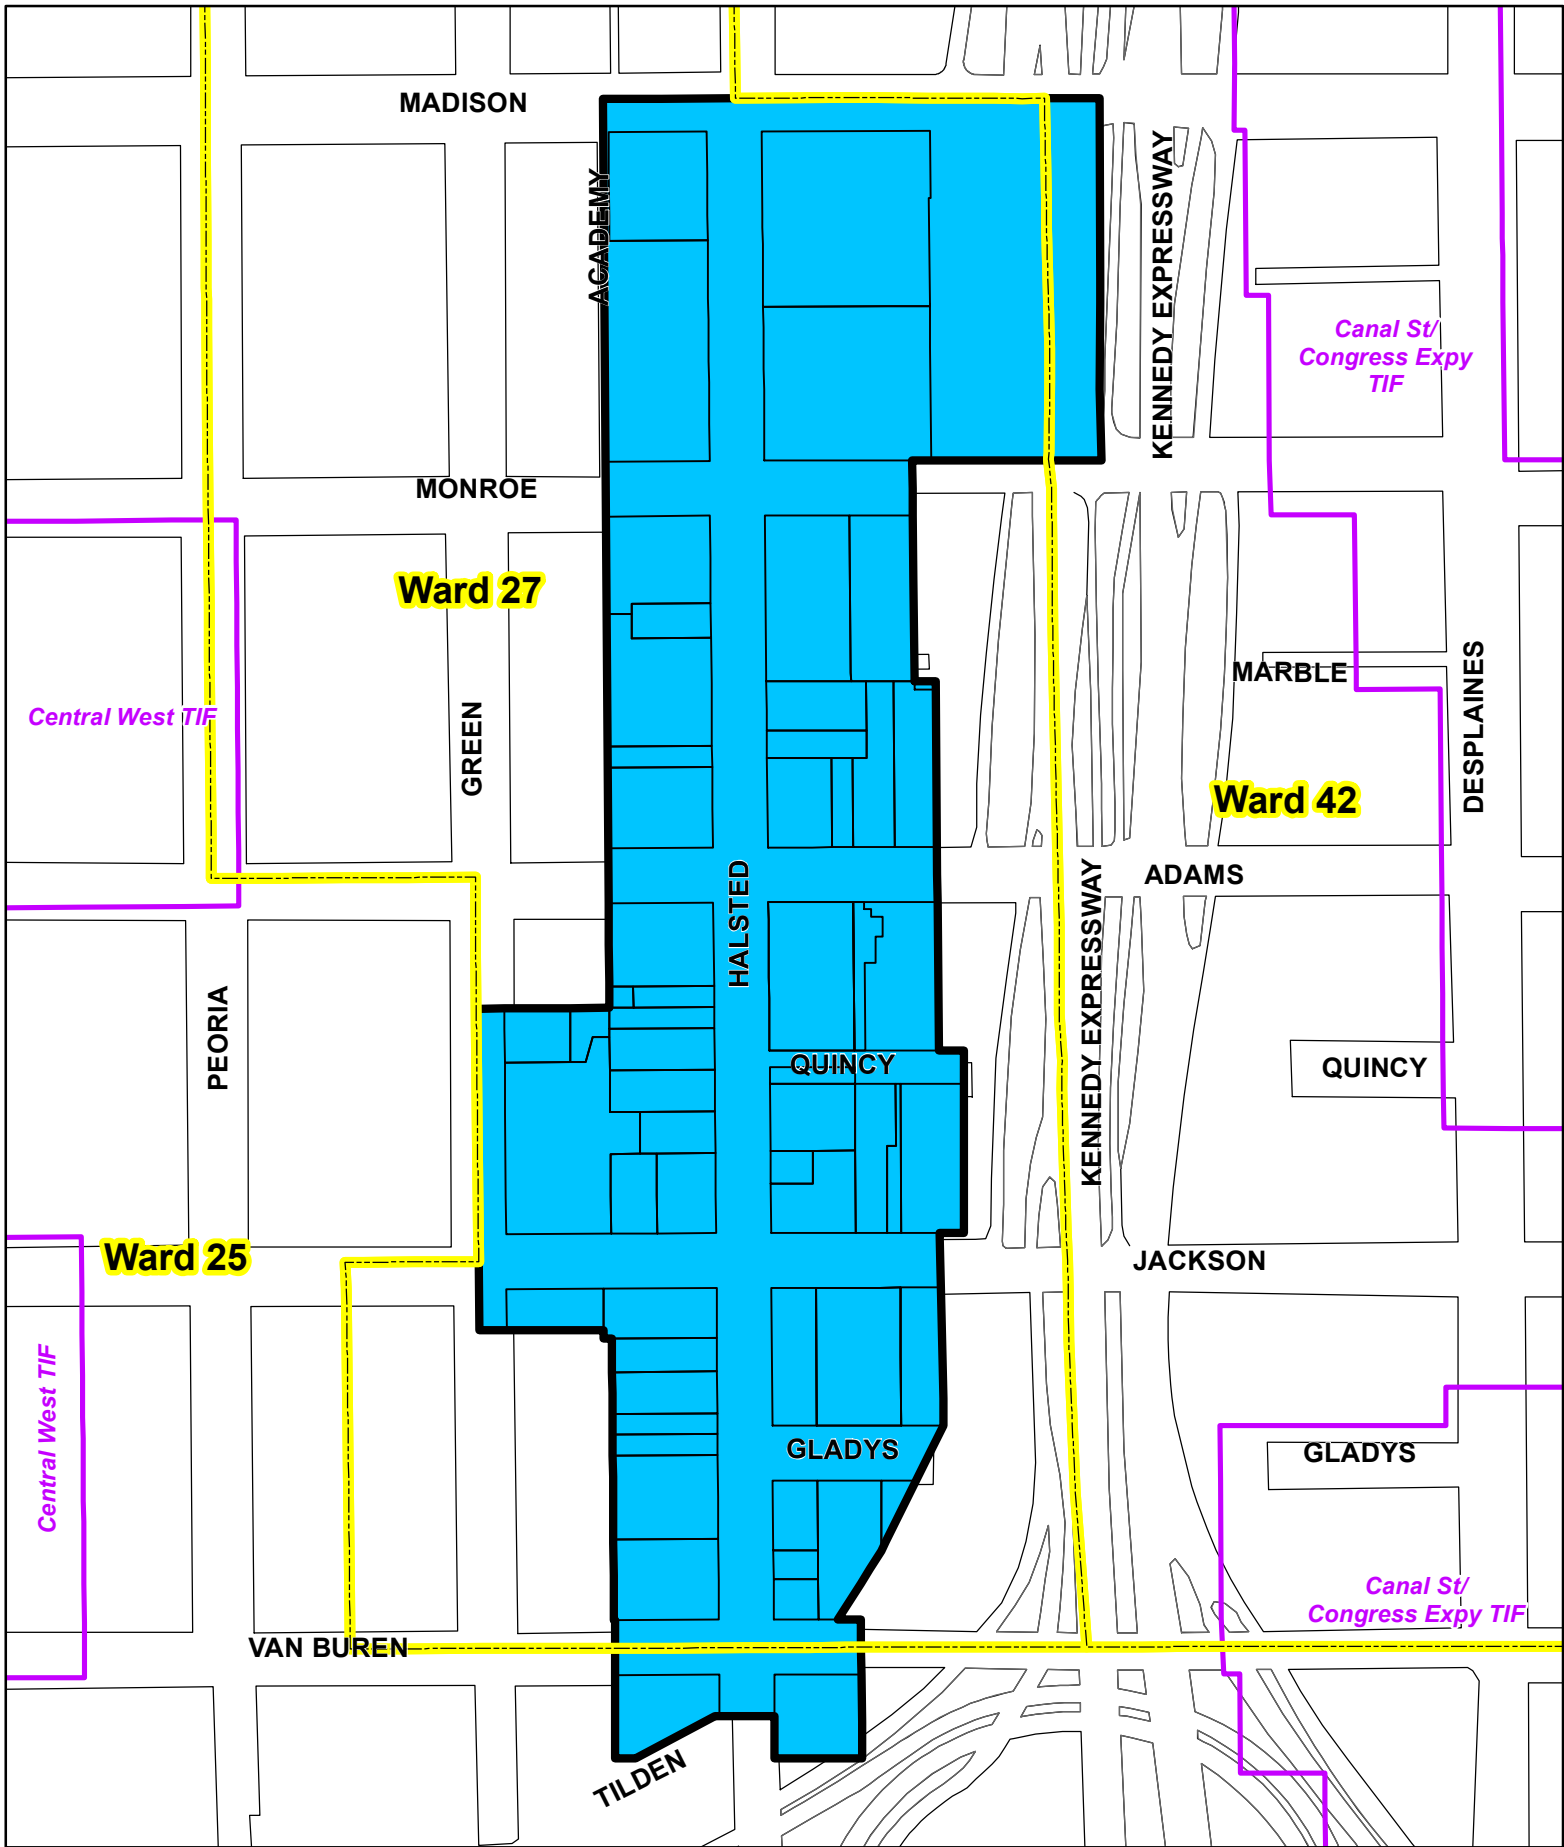 MADISON
ACADEMY
KENNEDY EXPRESSWAY
Canal St/
Congress Expy
TIF
MONROE
Ward 27
MARBLE
DESPLAINES
Central West TIF
GREEN
Ward 42
HALSTED
ADAMS
KENNEDY EXPRESSWAY
PEORIA
QUINCY
QUINCY
Ward 25
JACKSON
Central West TIF
GLADYS
GLADYS
Canal St/
Congress Expy TIF
VAN BUREN
TILDEN